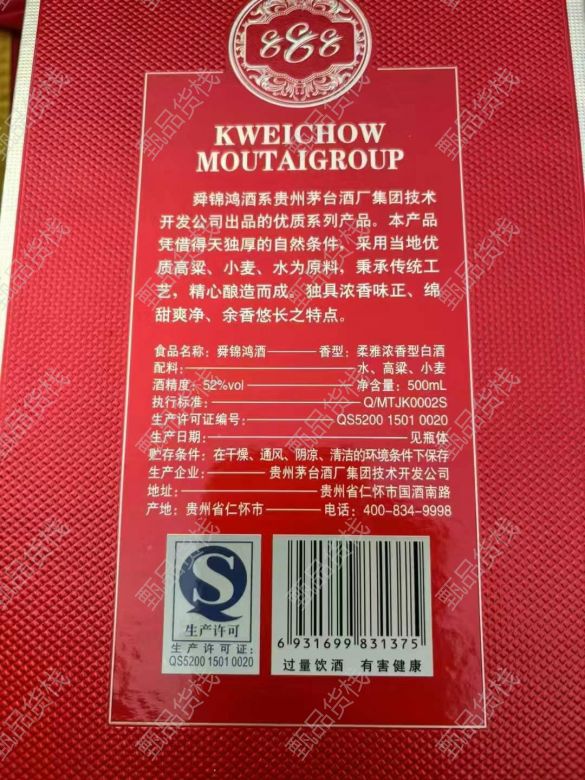 888
KWEICHOW
MOUTAIGROUP
舜锦鸿酒系贵州茅台酒厂集团技术
开发公司出品的优质系列产品。本产品
凭借得天独厚的自然条件，采用当地优
质高粱、小麦、水为原料，秉承传统工
艺，精心酿造而成。独具浓香味正、绵
甜爽净、余香悠长之特点。
食品名称：舜锦鸿酒——香型：柔雅浓香型白酒
配料：——水、高粱、小麦
酒精度：52%vol——净含量：500mL
执行标准：——Q/MTJK0002S
生产许可证编号：——QS5200 1501 0020
生产日期：——见瓶体
贮存条件：在干燥、通风、阴凉、清洁的环境条件下保存
生产企业：——贵州茅台酒厂集团技术开发公司
地址：——贵州省仁怀市国酒南路
产地：贵州省仁怀市——电话：400-834-9998
生产许可
生产许可证：
QS5200 1501 0020
6 931699 831375
过量饮酒 有害健康
甄品货栈